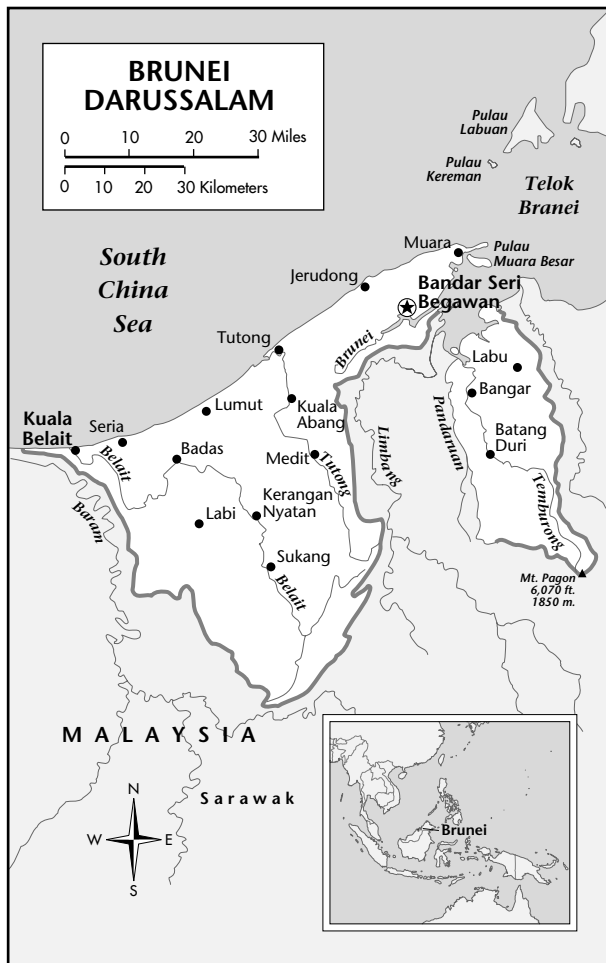 BRUNEI
DARUSSALAM
0 10 20 30 Miles
0 10 20 30 Kilometers
Pulau
Labuan
Pulau
Kereman
Telok
Branei
South
China
Sea
Muara
Pulau
Muara Besar
Jerudong
Bandar Seri
Begawan
Brunei
Tutong
Labu
Bangar
Kuala
Belait
Seria
Lumut
Kuala
Abang
Limbang
Pandaruan
Batang
Duri
Belait
Badas
Medit
Tutong
Temburong
Baram
Labi
Kerangan
Nyatan
Sukang
Belait
Mt. Pagon
6,070 ft.
1850 m.
MALAYSIA
Sarawak
N
W E
S
Brunei